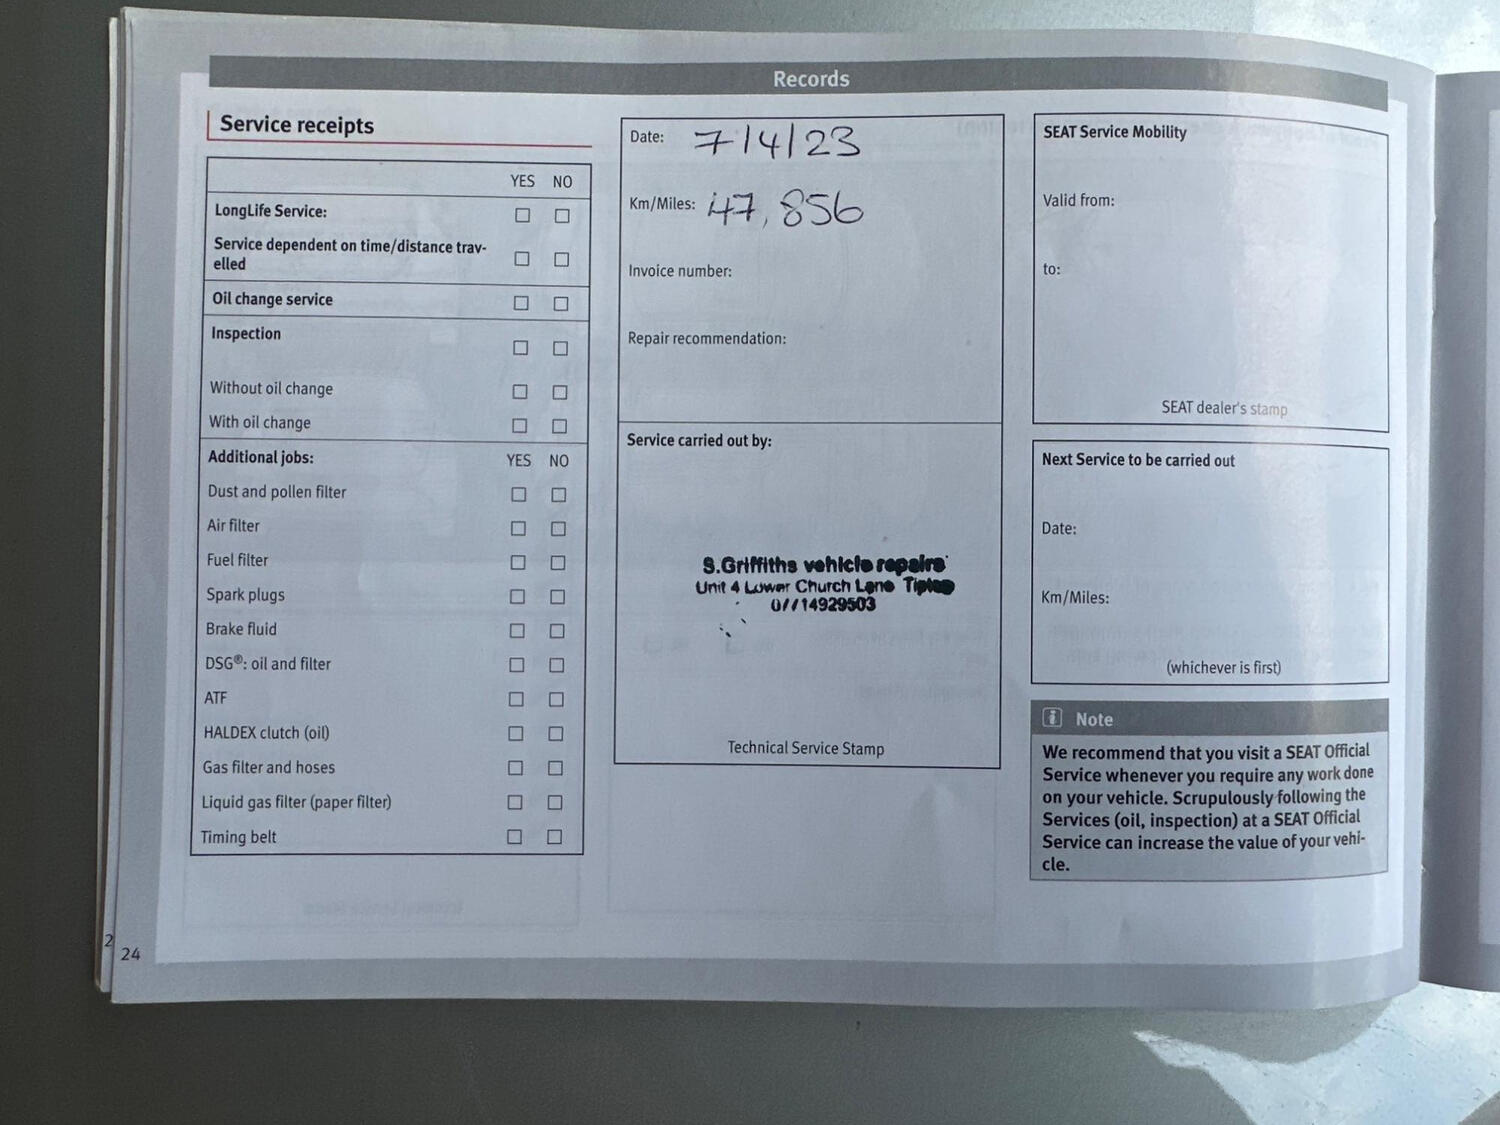 Records
Service receipts
YES NO
LongLife Service:
Service dependent on time/distance trav-
elled
Oil change service
Inspection
Without oil change
With oil change
Additional jobs: YES NO
Dust and pollen filter
Air filter
Fuel filter
Spark plugs
Brake fluid
DSG®: oil and filter
ATF
HALDEX clutch (oil)
Gas filter and hoses
Liquid gas filter (paper filter)
Timing belt
Date: 7/4/23
Km/Miles: 47,856
Invoice number:
Repair recommendation:
Service carried out by:
S.Griffiths vehicle repairs
Unit 4 Lower Church Lane Tipton
07714929503
Technical Service Stamp
SEAT Service Mobility
Valid from:
to:
SEAT dealer's stamp
Next Service to be carried out
Date:
Km/Miles:
(whichever is first)
i Note
We recommend that you visit a SEAT Official
Service whenever you require any work done
on your vehicle. Scrupulously following the
Services (oil, inspection) at a SEAT Official
Service can increase the value of your vehi-
cle.
2
24